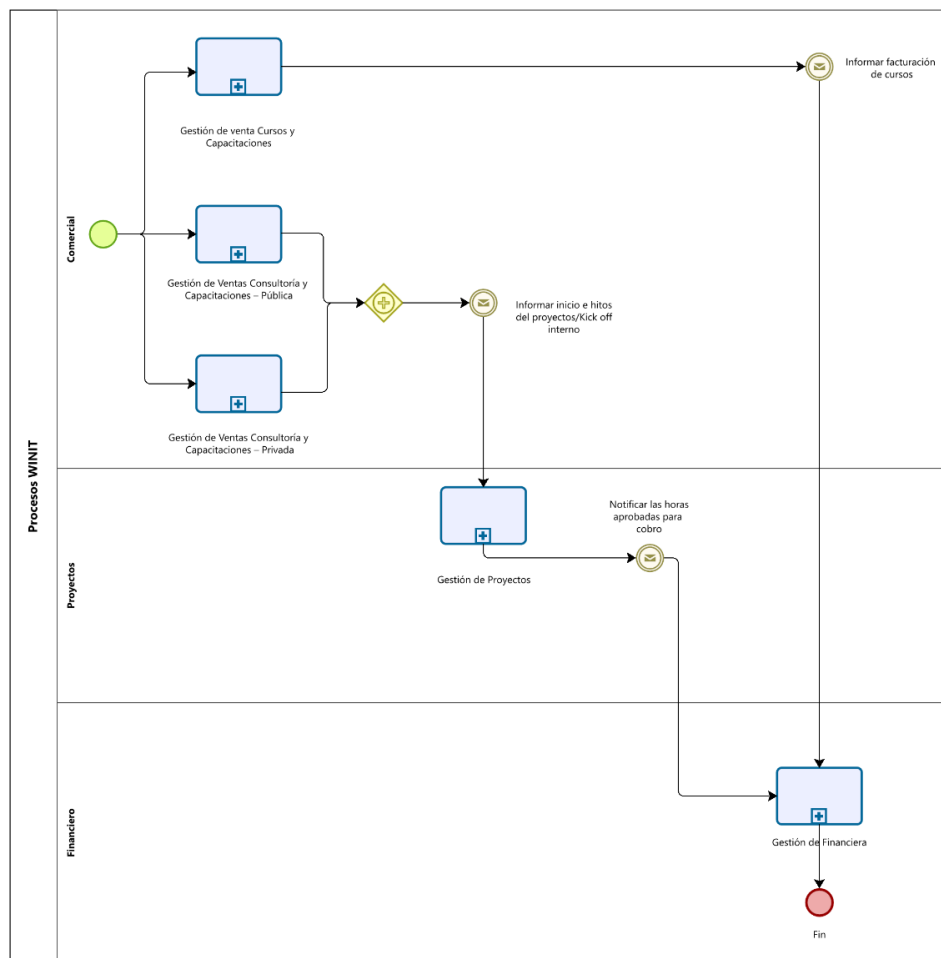 Procesos WINIT
Comercial
Gestión de venta Cursos y
Capacitaciones
Informar facturación
de cursos
Gestión de Ventas Consultoría y
Capacitaciones – Pública
Informar inicio e hitos
del proyectos/Kick off
interno
Gestión de Ventas Consultoría y
Capacitaciones – Privada
Proyectos
Notificar las horas
aprobadas para
cobro
Gestión de Proyectos
Financiero
Gestión de Financiera
Fin